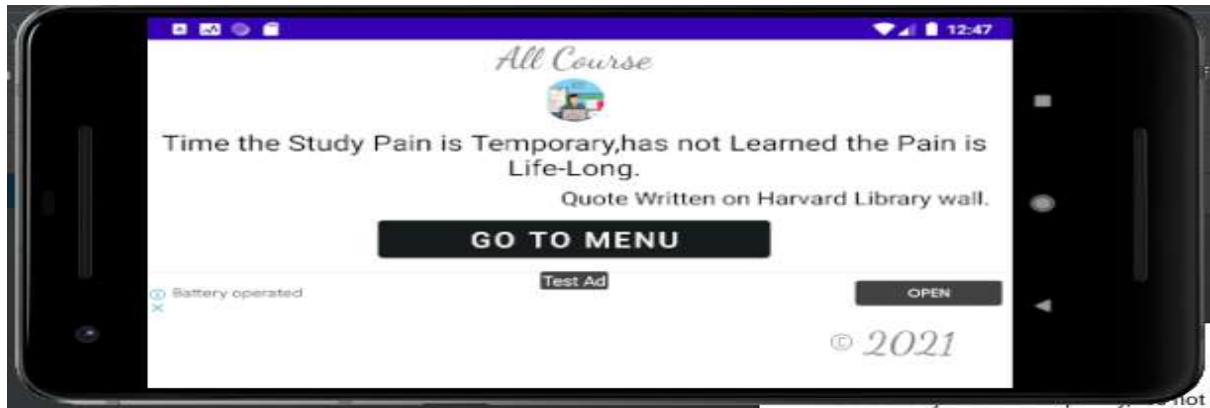 12:47
All Course
Time the Study Pain is Temporary,has not Learned the Pain is
Life-Long.
Quote Written on Harvard Library wall.
GO TO MENU
Test Ad
Battery operated
OPEN
© 2021
not